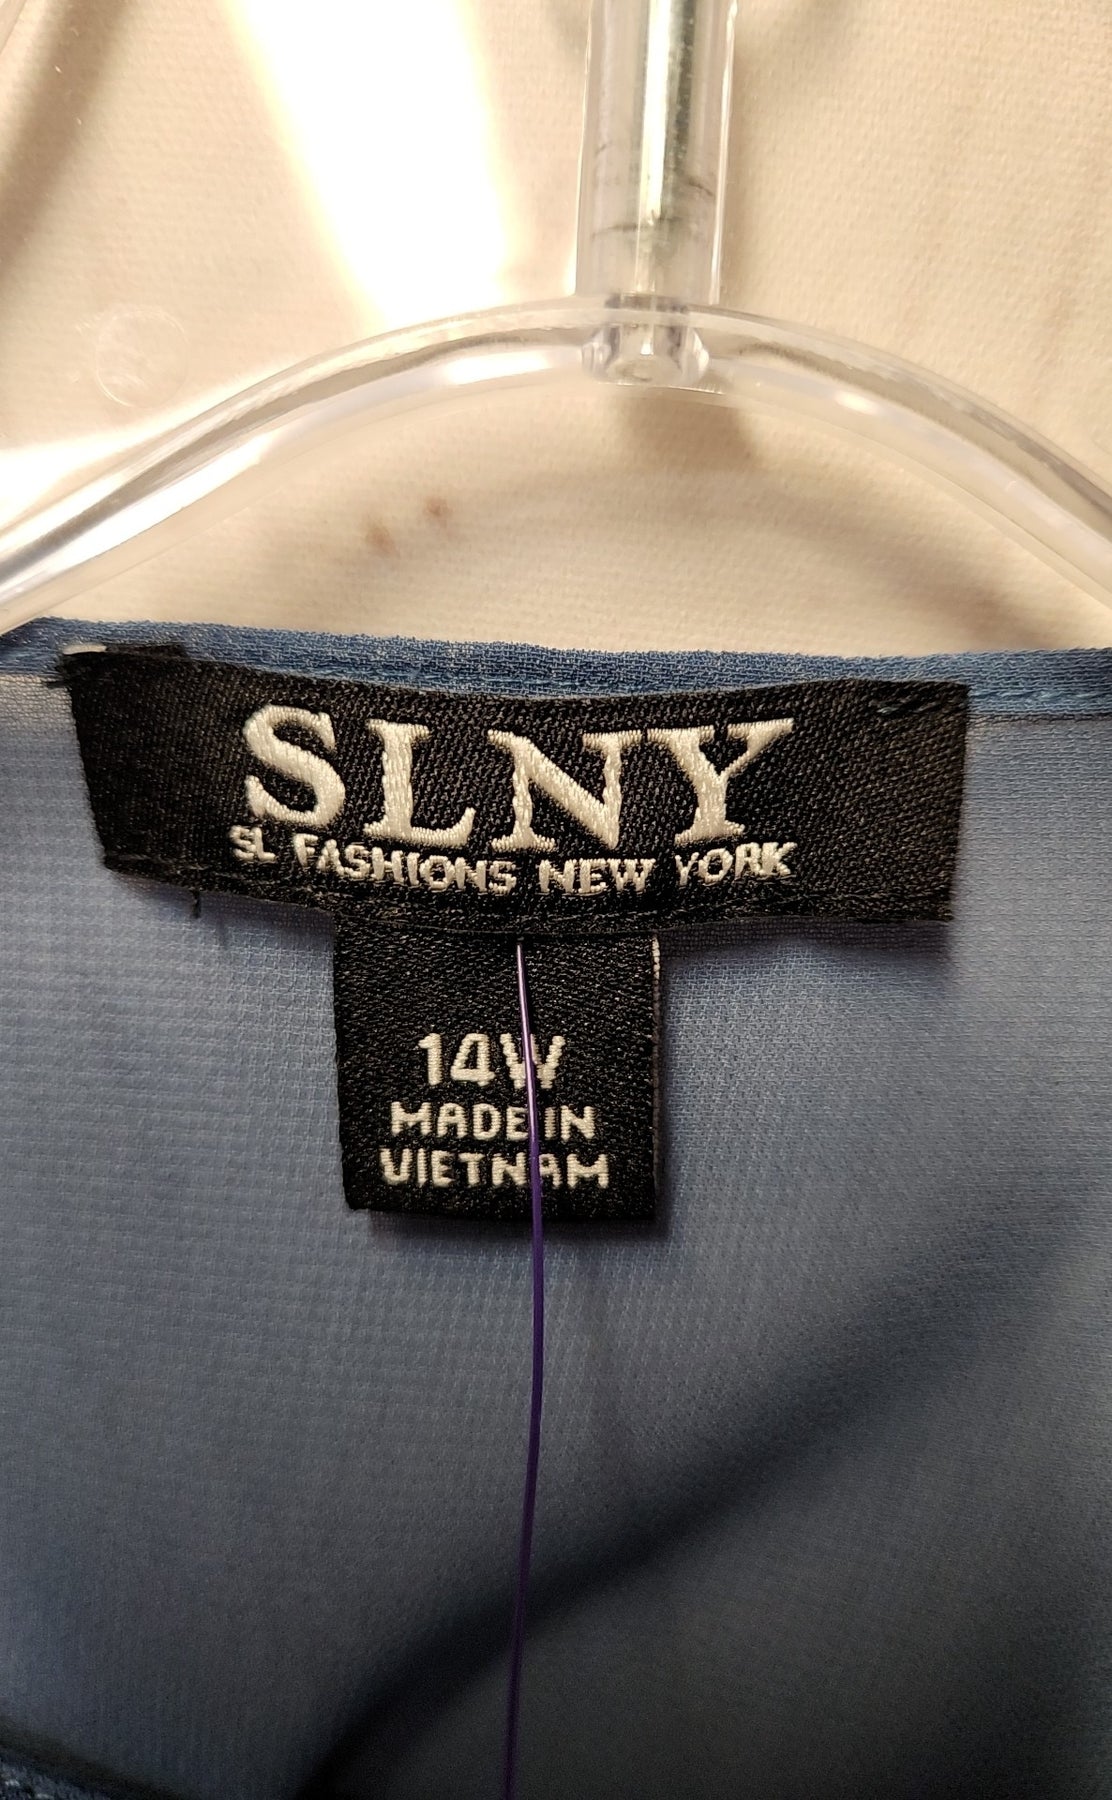 SLNY
SL FASHIONS NEW YORK
14W
MADE IN
VIETNAM